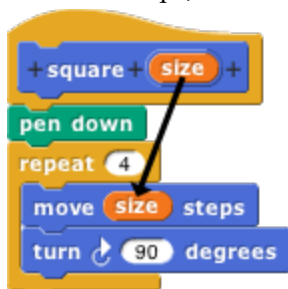 +square+ size +
pen down
repeat 4
move size steps
turn 90 degrees